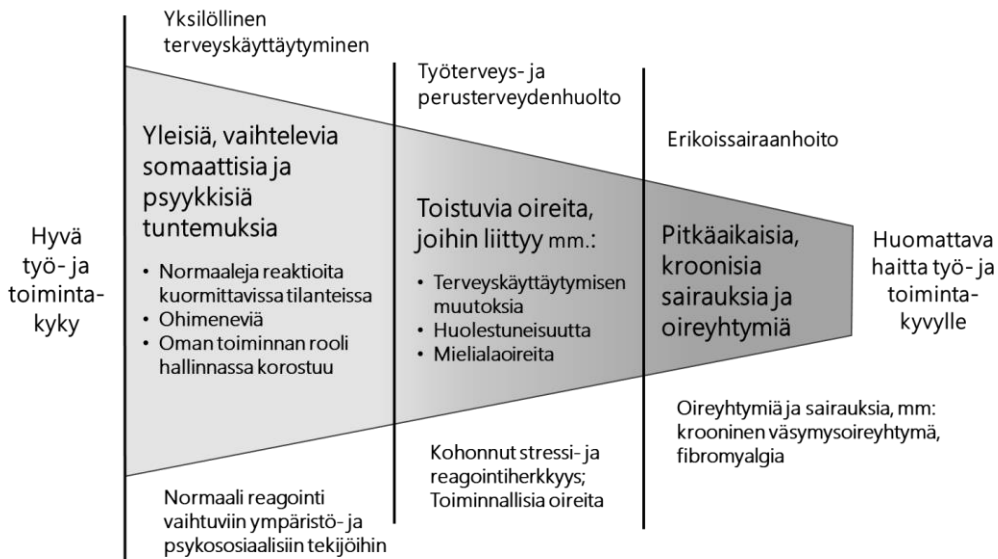 Yksilöllinen
terveyskäyttäytyminen
Työterveys- ja
perusterveydenhuolto
Erikoissairaanhoito
Hyvä
työ- ja
toiminta-
kyky
Yleisiä, vaihtelevia
somaattisia ja
psyykkisiä
tuntemuksia
• Normaaleja reaktioita
kuormittavissa tilanteissa
• Ohimeneviä
• Oman toiminnan rooli
hallinnassa korostuu
Toistuvia oireita,
joihin liittyy mm.:
• Terveyskäyttäytymisen
muutoksia
• Huolestuneisuutta
• Mielialaoireita
Pitkäaikaisia,
kroonisia
sairauksia ja
oireyhtymiä
Huomattava
haitta työ- ja
toiminta-
kyvylle
Normaali reagointi
vaihtuviin ympäristö- ja
psykososiaalisiin tekijöihin
Kohonnut stressi- ja
reagointiherkkyys;
Toiminnallisia oireita
Oireyhtymiä ja sairauksia, mm:
krooninen väsymysoireyhtymä,
fibromyalgia